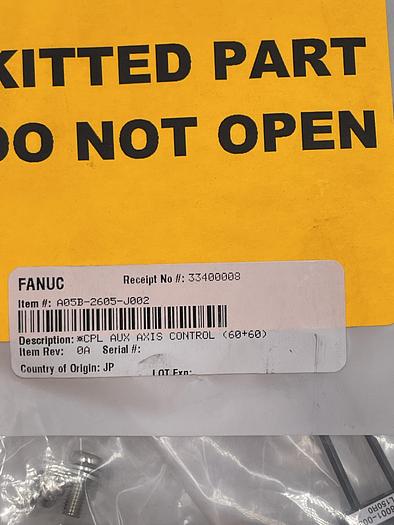 KITTED PART
DO NOT OPEN
FANUC Receipt No #: 33400008
Item #: A05B-2605-J002
Description: *CPL AUX AXIS CONTROL (60+60)
Item Rev: 0A Serial #:
Country of Origin: JP LOT Exp: